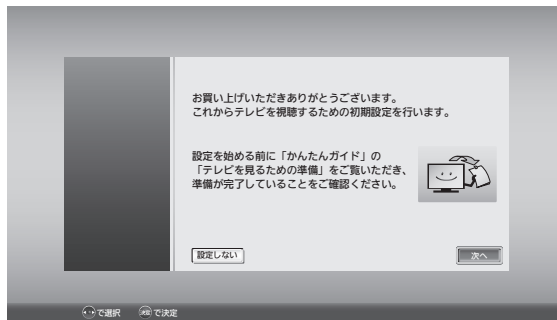 お買い上げいただきありがとうございます。
これからテレビを視聴するための初期設定を行います。
設定を始める前に「かんたんガイド」の
「テレビを見るための準備」をご覧いただき、
準備が完了していることをご確認ください。
設定しない
次へ
で選択 決定 で決定